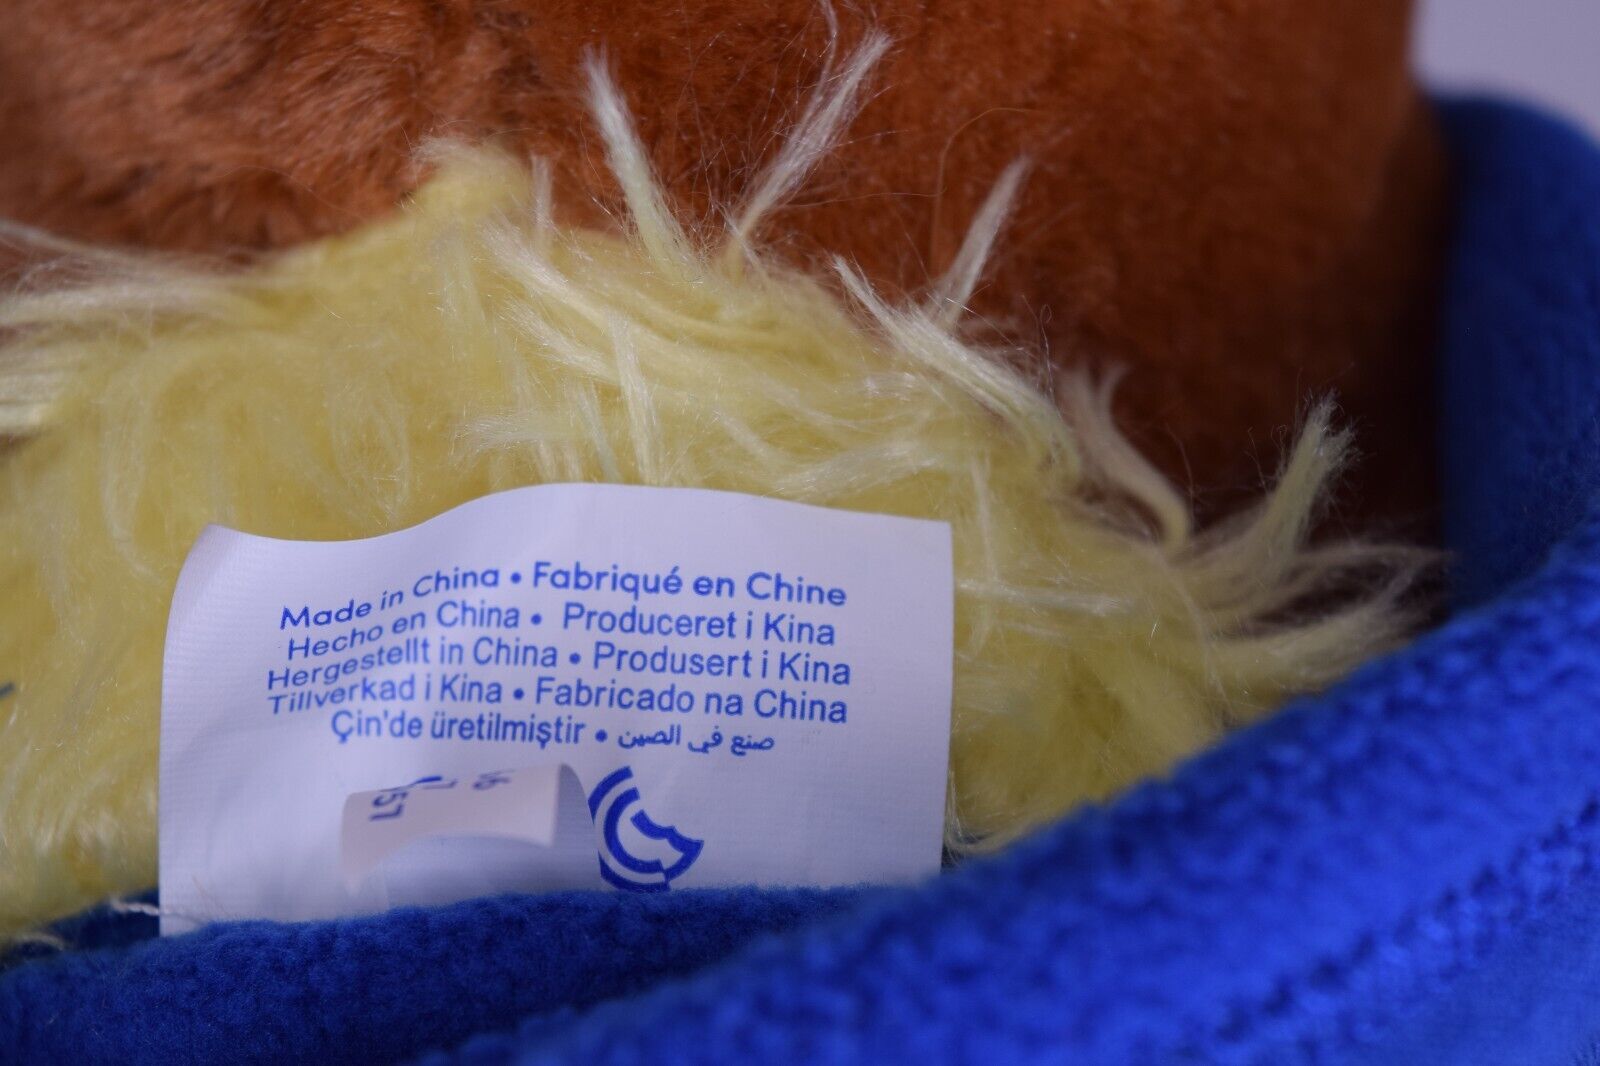 Made in China • Fabriqué en Chine
Hecho en China • Produceret i Kina
Hergestellt in China • Produsert i Kina
Tillverkad i Kina • Fabricado na China
Çin'de üretilmiştir • صنع في الصين